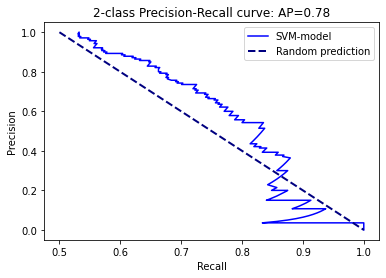 2-class Precision-Recall curve: AP=0.78
SVM-model
Random prediction
Precision
1.0
0.8
0.6
0.4
0.2
0.0
0.5
0.6
0.7
0.8
0.9
1.0
Recall